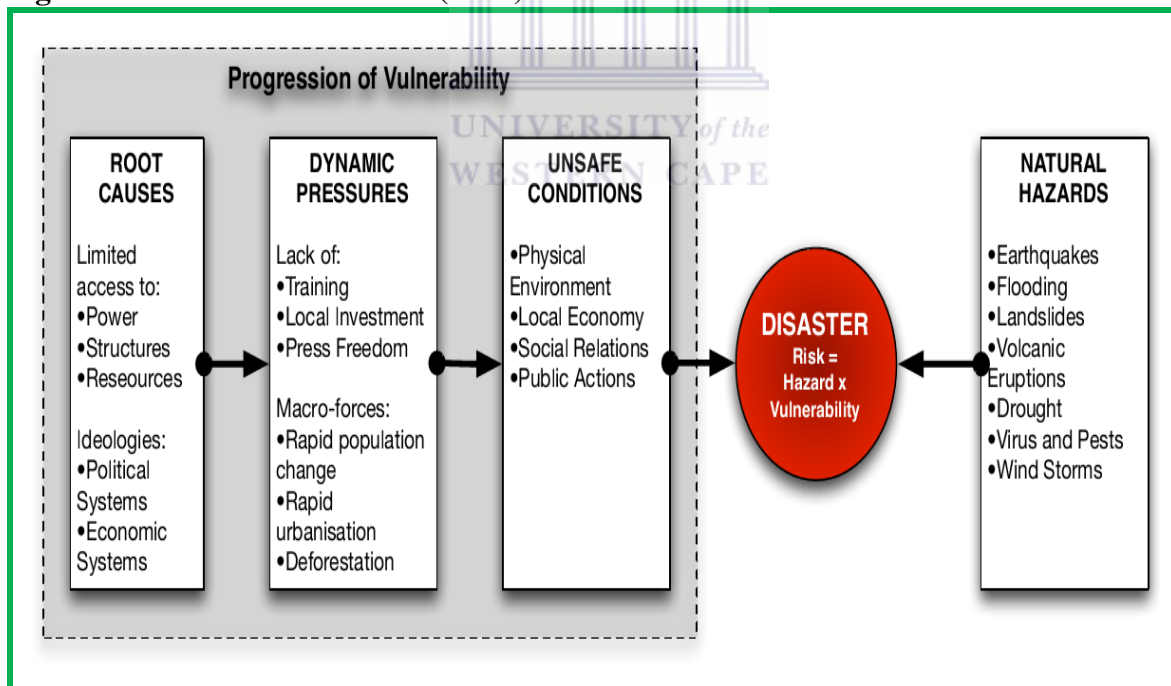 Progression of Vulnerability
UNIVERSITY of the
WESTERN CAPE
ROOT
CAUSES
Limited
access to:
•Power
•Structures
•Reseources
Ideologies:
•Political
Systems
•Economic
Systems
DYNAMIC
PRESSURES
Lack of:
•Training
•Local Investment
•Press Freedom
Macro-forces:
•Rapid population
change
•Rapid
urbanisation
•Deforestation
UNSAFE
CONDITIONS
•Physical
Environment
•Local Economy
•Social Relations
•Public Actions
DISASTER
Risk =
Hazard x
Vulnerability
NATURAL
HAZARDS
•Earthquakes
•Flooding
•Landslides
•Volcanic
Eruptions
•Drought
•Virus and Pests
•Wind Storms